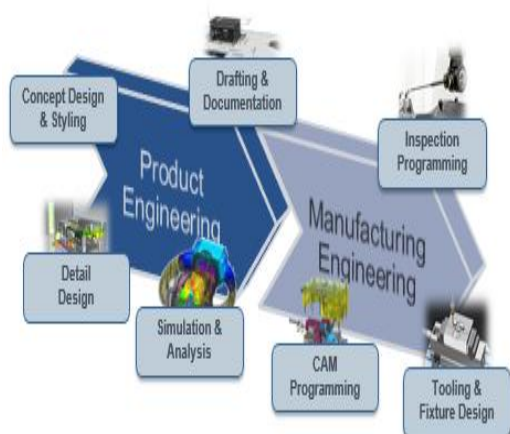 Drafting &
Documentation
Concept Design
& Styling
Inspection
Programming
Product
Engineering
Manufacturing
Engineering
Detail
Design
Simulation &
Analysis
CAM
Programming
Tooling &
Fixture Design